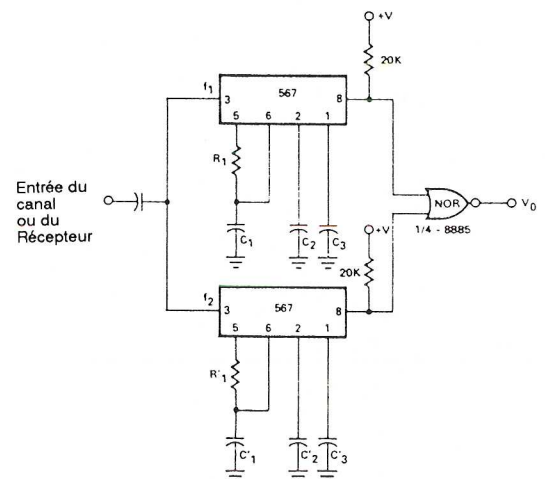 +V
20K
f1
3
567
8
5
6
2
1
R1
C1
C2
C3
Entrée du
canal
ou du
Récepteur
NOR
V0
1/4 - 8885
+V
20K
f2
3
567
8
5
6
2
1
R'1
C'1
C'2
C'3